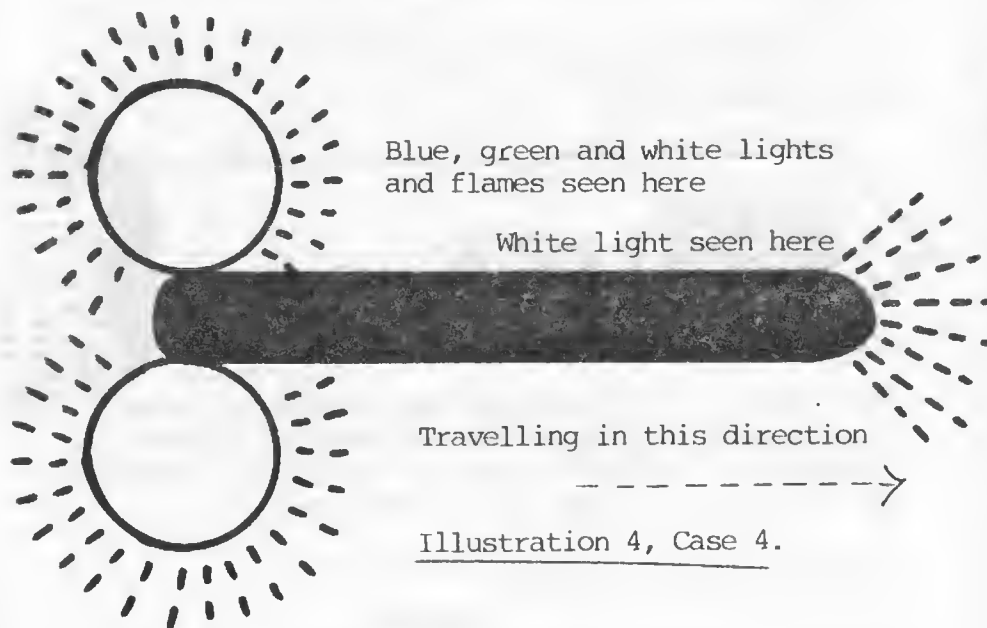 Blue, green and white lights
and flames seen here
White light seen here
Travelling in this direction
Illustration 4, Case 4.